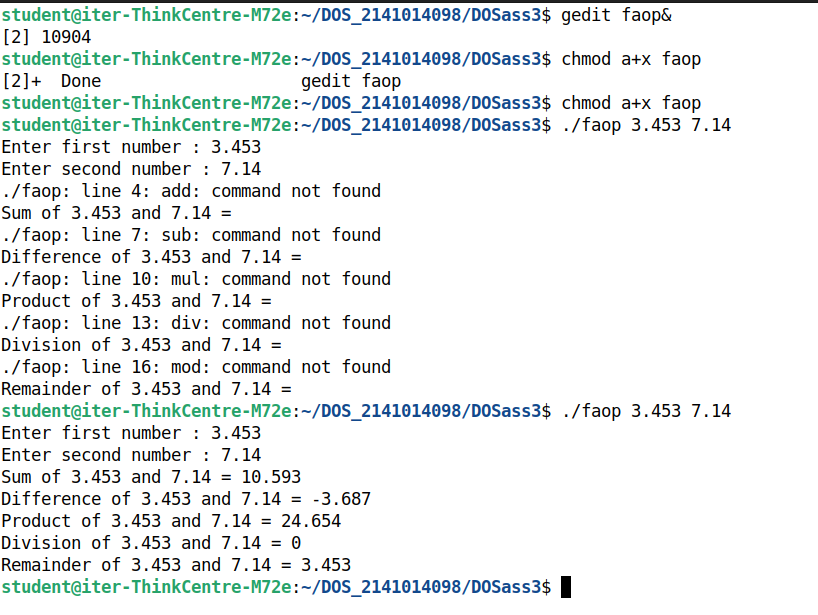 student@iter-ThinkCentre-M72e:~/DOS_2141014098/DOSass3$ gedit faop&
[2] 10904
student@iter-ThinkCentre-M72e:~/DOS_2141014098/DOSass3$ chmod a+x faop
[2]+  Done                    gedit faop
student@iter-ThinkCentre-M72e:~/DOS_2141014098/DOSass3$ chmod a+x faop
student@iter-ThinkCentre-M72e:~/DOS_2141014098/DOSass3$ ./faop 3.453 7.14
Enter first number : 3.453
Enter second number : 7.14
./faop: line 4: add: command not found
Sum of 3.453 and 7.14 =
./faop: line 7: sub: command not found
Difference of 3.453 and 7.14 =
./faop: line 10: mul: command not found
Product of 3.453 and 7.14 =
./faop: line 13: div: command not found
Division of 3.453 and 7.14 =
./faop: line 16: mod: command not found
Remainder of 3.453 and 7.14 =
student@iter-ThinkCentre-M72e:~/DOS_2141014098/DOSass3$ ./faop 3.453 7.14
Enter first number : 3.453
Enter second number : 7.14
Sum of 3.453 and 7.14 = 10.593
Difference of 3.453 and 7.14 = -3.687
Product of 3.453 and 7.14 = 24.654
Division of 3.453 and 7.14 = 0
Remainder of 3.453 and 7.14 = 3.453
student@iter-ThinkCentre-M72e:~/DOS_2141014098/DOSass3$